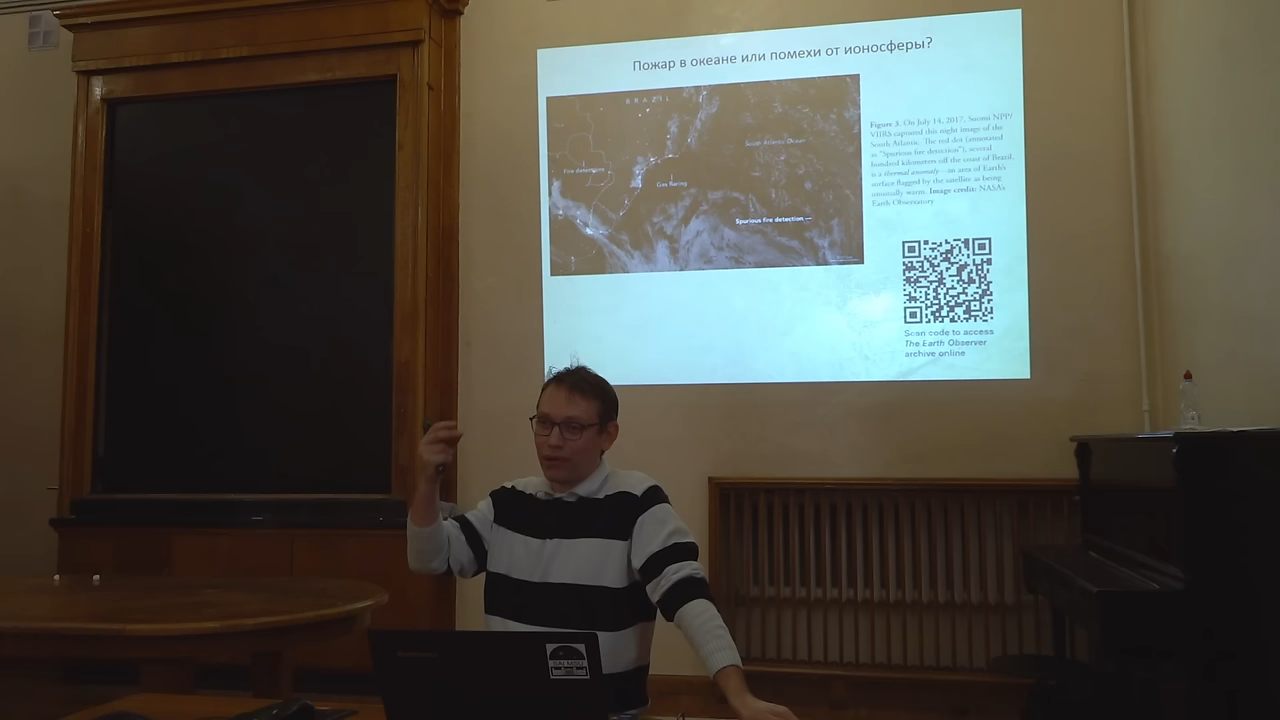 Пожар в океане или помехи от ионосферы?
BRAZIL
South Atlantic Ocean
Fire detections
Gas flaring
Spurious fire detection
Figure 3. On July 14, 2017, Suomi NPP/
VIIRS captured this night image of the
South Atlantic. The red dot (annotated
as "Spurious fire detection"), several
hundred kilometers off the coast of Brazil,
is a thermal anomaly—an area of Earth's
surface flagged by the satellite as being
unusually warm. Image credit: NASA's
Earth Observatory
Scan code to access
The Earth Observer
archive online
SAI MSU